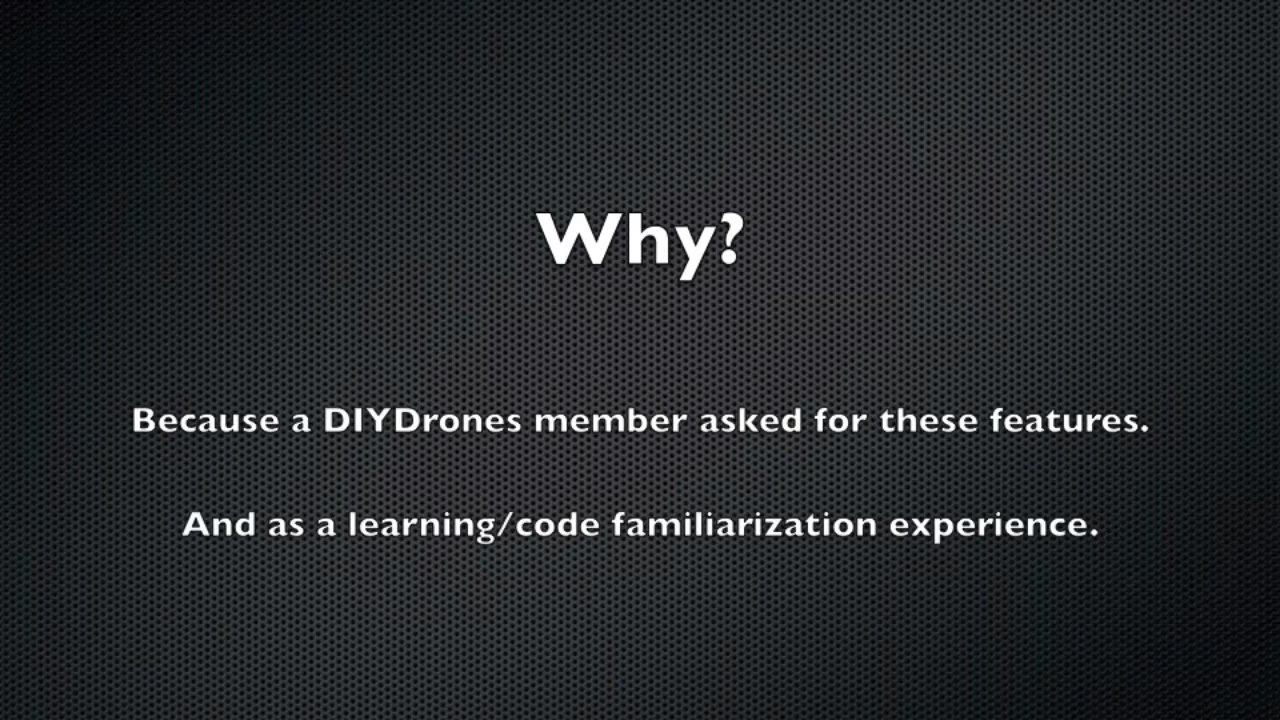 Why?
Because a DIYDrones member asked for these features.
And as a learning/code familiarization experience.